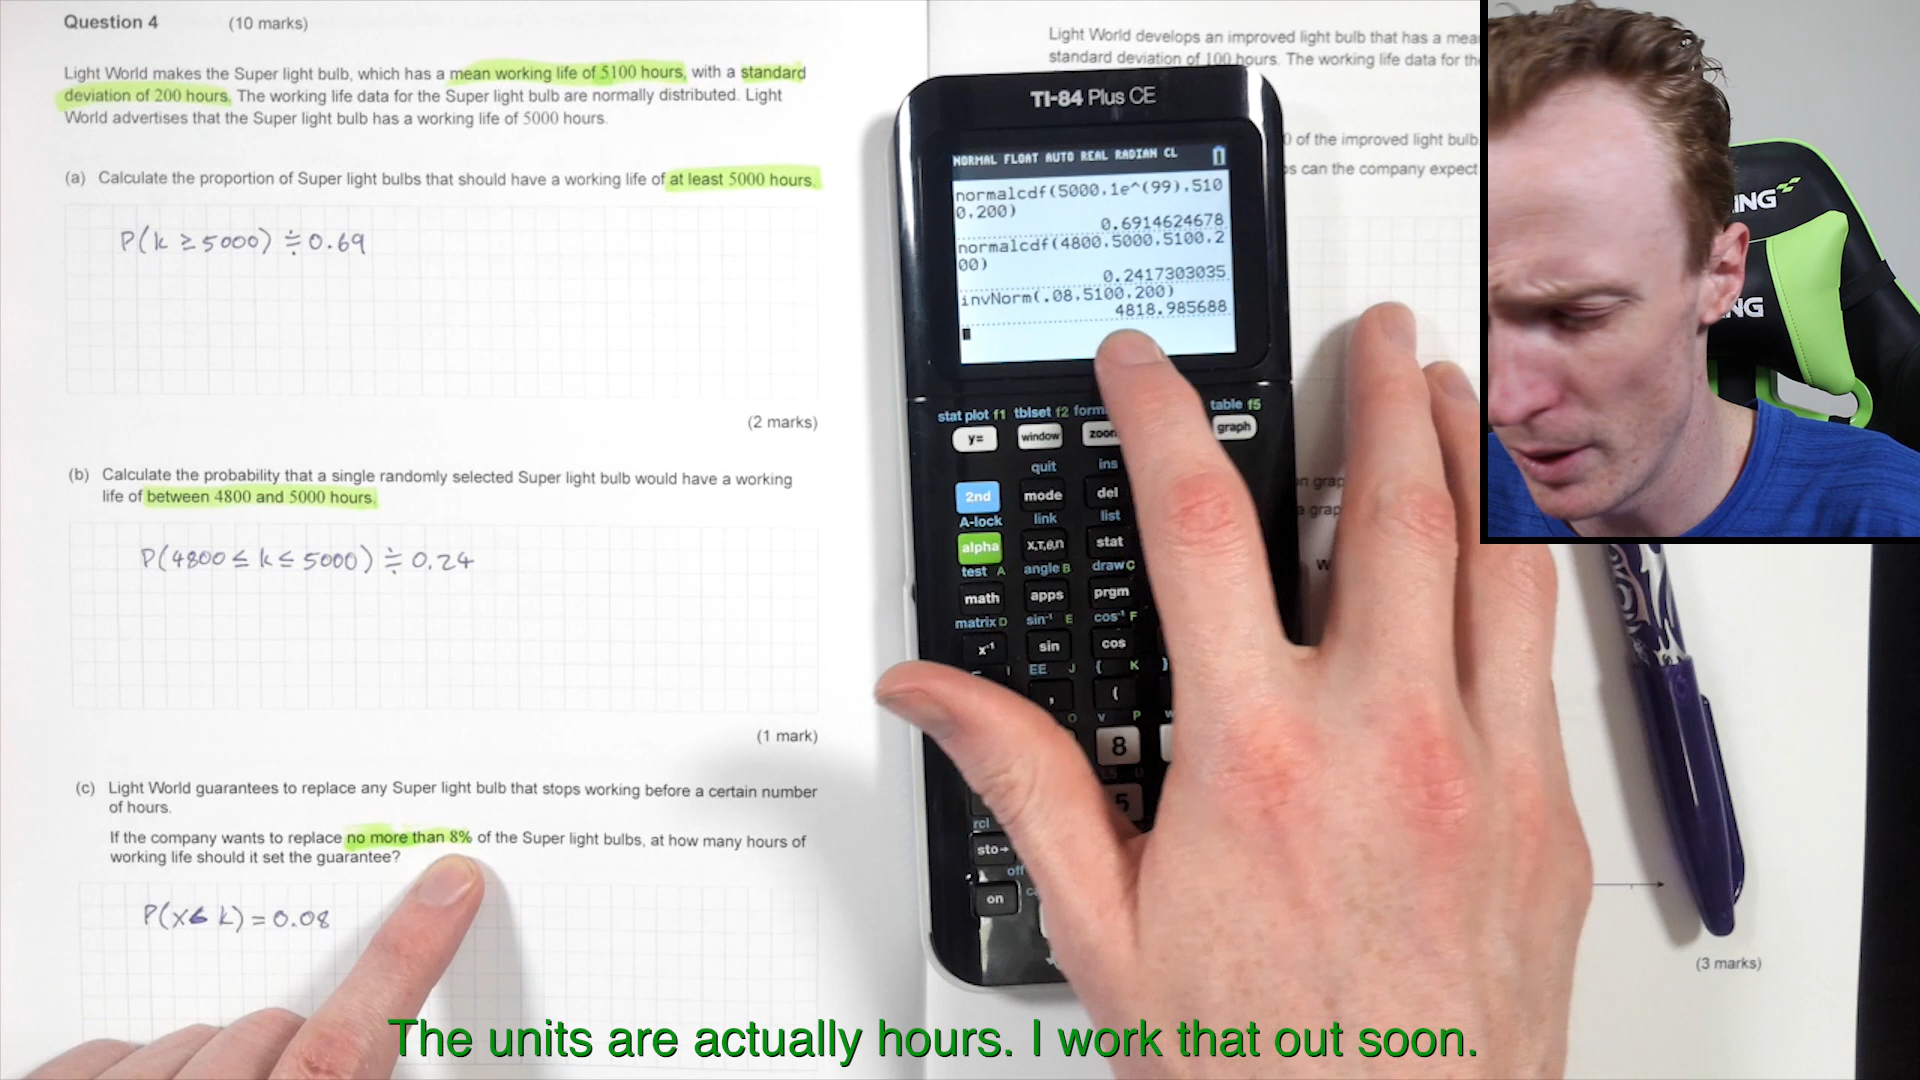 Question 4 (10 marks)
Light World makes the Super light bulb, which has a mean working life of 5100 hours, with a standard
deviation of 200 hours. The working life data for the Super light bulb are normally distributed. Light
World advertises that the Super light bulb has a working life of 5000 hours.
(a) Calculate the proportion of Super light bulbs that should have a working life of at least 5000 hours.
P(k ≥ 5000) ≑ 0.69
(2 marks)
(b) Calculate the probability that a single randomly selected Super light bulb would have a working
life of between 4800 and 5000 hours.
P(4800 ≤ k ≤ 5000) ≑ 0.24
(1 mark)
(c) Light World guarantees to replace any Super light bulb that stops working before a certain number
of hours.
If the company wants to replace no more than 8% of the Super light bulbs, at how many hours of
working life should it set the guarantee?
P(x≤ k) = 0.08
Light World develops an improved light bulb that has a mea
standard deviation of 100 hours. The working life data for th
0 of the improved light bulb
s can the company expect
on grap
a grap
W
(3 marks)
TI-84 Plus CE
NORMAL FLOAT AUTO REAL RADIAN CL
normalcdf(5000,1e^(99),510
0,200)
0.6914624678
normalcdf(4800,5000,5100,2
00)
0.2417303035
invNorm(.08,5100,200)
4818.985688
stat plot f1 tblset f2 form table f5
y= window zoom graph
quit ins
2nd mode del
A-lock link list
alpha X,T,θ,n stat
test A angle B draw C
math apps prgm
matrix D sin⁻¹ E cos⁻¹ F
x⁻¹ sin cos
EE J { K }
, (
O V P W
8
5
rcl
sto→
off
on
ING
NG
The units are actually hours. I work that out soon.